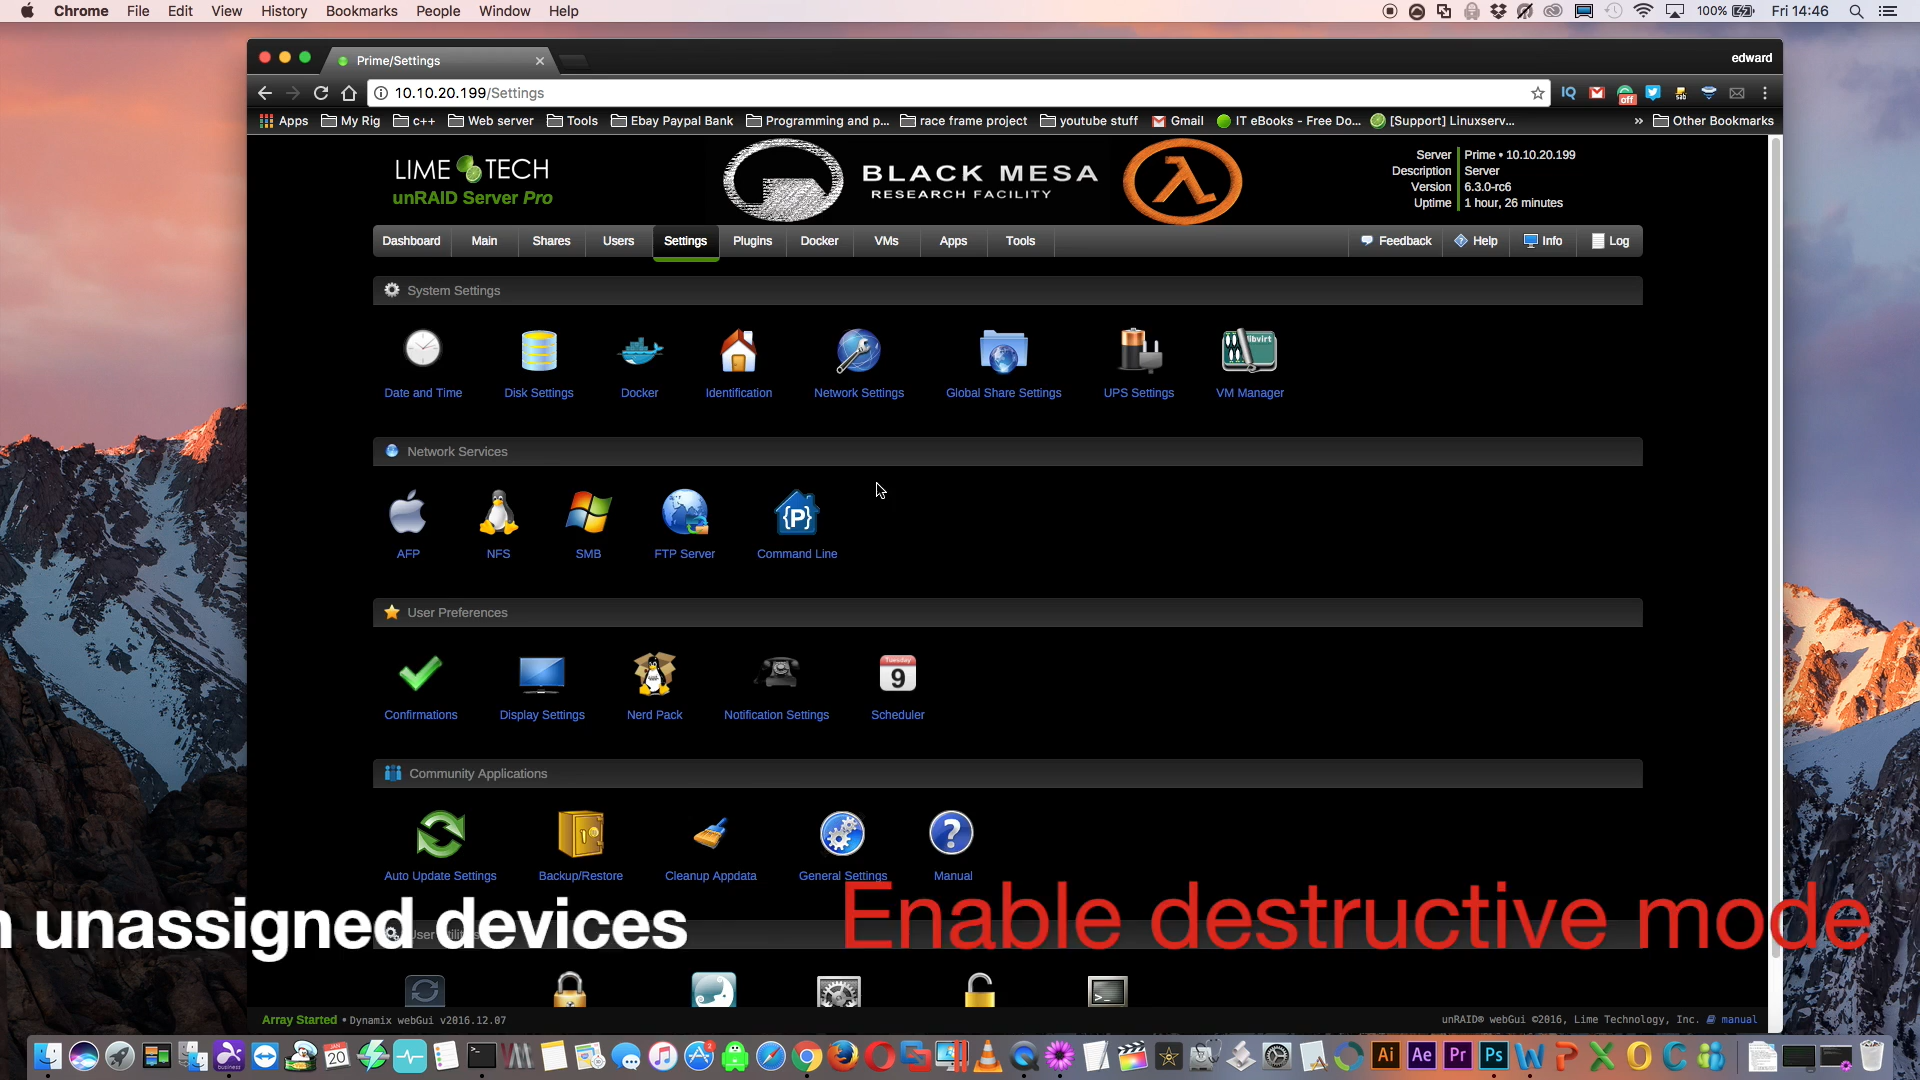 Chrome File Edit View History Bookmarks People Window Help 100% Fri 14:46
Prime/Settings edward
10.10.20.199/Settings
Apps My Rig c++ Web server Tools Ebay Paypal Bank Programming and p... race frame project youtube stuff Gmail IT eBooks - Free Do... [Support] Linuxserv... » Other Bookmarks
LIME TECH
unRAID Server Pro
BLACK MESA
RESEARCH FACILITY
Server Prime • 10.10.20.199
Description Server
Version 6.3.0-rc6
Uptime 1 hour, 26 minutes
Dashboard Main Shares Users Settings Plugins Docker VMs Apps Tools Feedback Help Info Log
System Settings
Date and Time Disk Settings Docker Identification Network Settings Global Share Settings UPS Settings VM Manager
Network Services
AFP NFS SMB FTP Server Command Line
User Preferences
Confirmations Display Settings Nerd Pack Notification Settings Scheduler
Community Applications
Auto Update Settings Backup/Restore Cleanup Appdata General Settings Manual
n unassigned devices Enable destructive mode
Array Started • Dynamix webGui v2016.12.07 unRAID® webGui ©2016, Lime Technology, Inc. manual